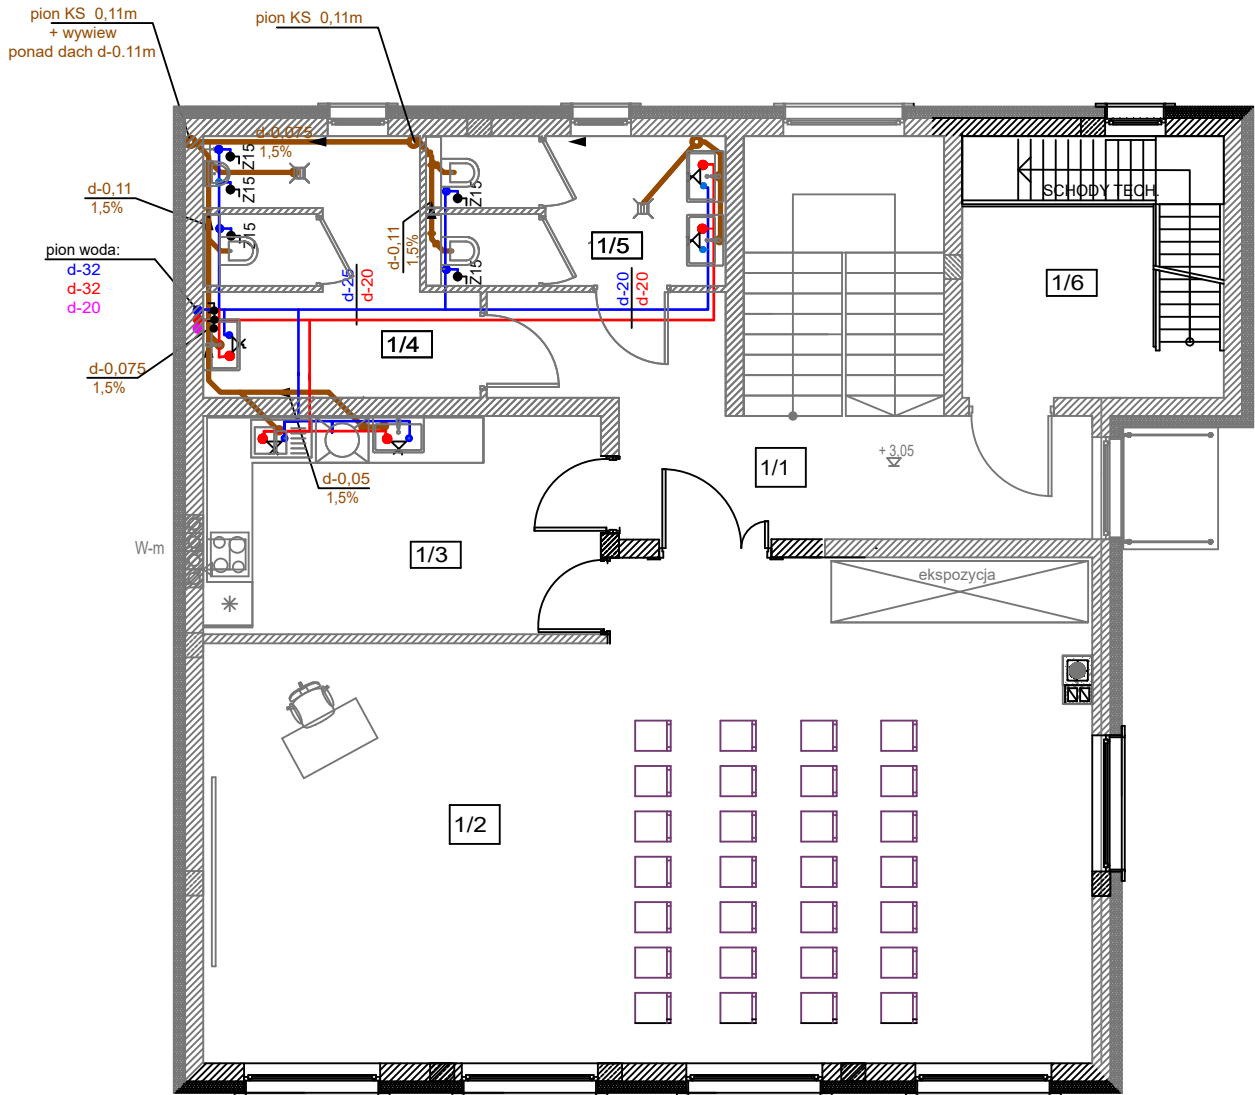 pion KS 0,11m
+ wywiew
ponad dach d-0.11m
pion KS 0,11m
d-0,075
1,5%
Z15
Z15
Z15
d-0,11
1,5%
-15
d-0,11
1,5%
Z15
SCHODY TECH.
1/5
1/6
pion woda:
d-32
d-32
d-20
d-25
d-20
d-20
d-20
1/4
d-0,075
1,5%
+ 3,05
1/1
d-0,05
1,5%
W-m
1/3
ekspozycja
1/2